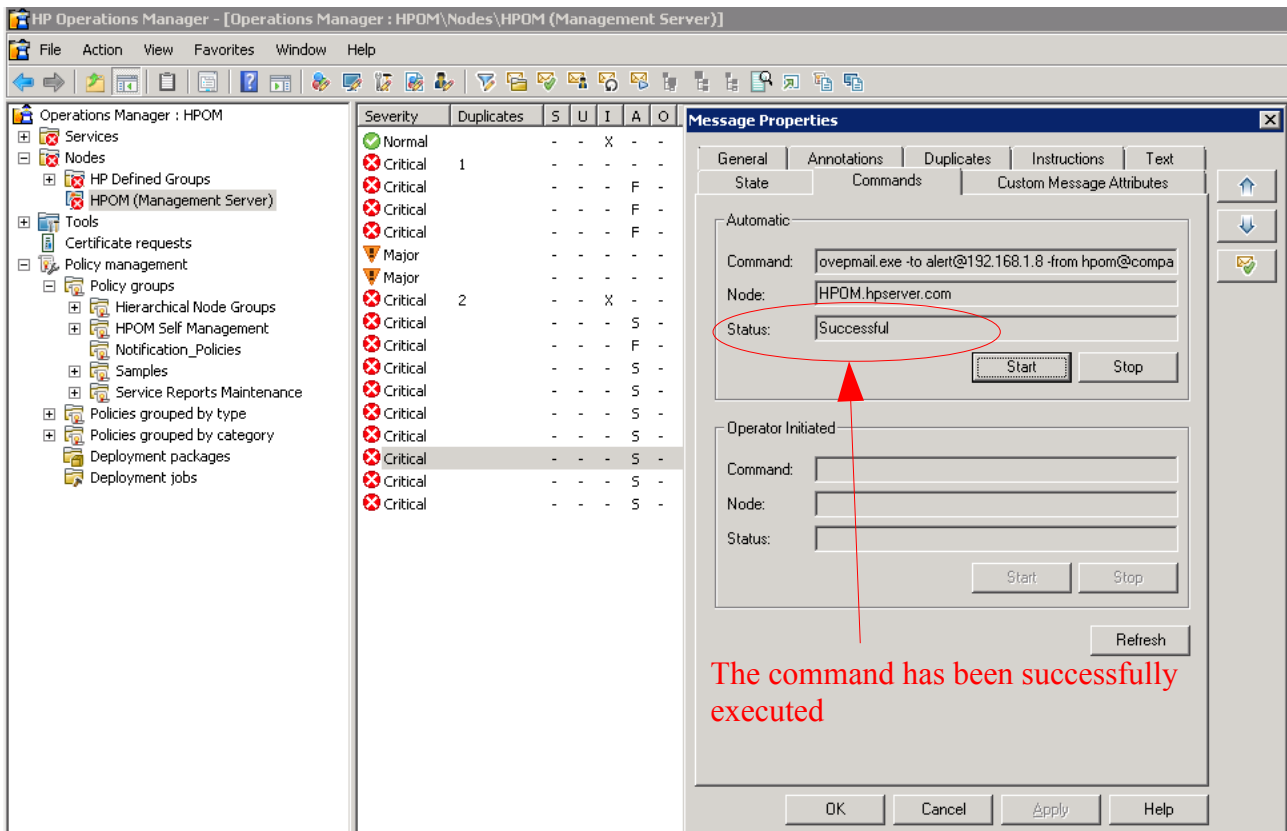 HP Operations Manager - [Operations Manager : HPOM\Nodes\HPOM (Management Server)]
File Action View Favorites Window Help
Operations Manager : HPOM
Services
Nodes
HP Defined Groups
HPOM (Management Server)
Tools
Certificate requests
Policy management
Policy groups
Hierarchical Node Groups
HPOM Self Management
Notification_Policies
Samples
Service Reports Maintenance
Policies grouped by type
Policies grouped by category
Deployment packages
Deployment jobs
Severity Duplicates S U I A O
Normal - - X - -
Critical 1 - - - - -
Critical - - - F -
Critical - - - F -
Critical - - - F -
Major - - - - -
Major - - - - -
Critical 2 - - X - -
Critical - - - S -
Critical - - - F -
Critical - - - S -
Critical - - - S -
Critical - - - S -
Critical - - - S -
Critical - - - S -
Critical - - - S -
Critical - - - S -
Message Properties
General Annotations Duplicates Instructions Text
State Commands Custom Message Attributes
Automatic
Command: ovepmail.exe -to alert@192.168.1.8 -from hpom@compa
Node: HPOM.hpserver.com
Status: Successful
Start Stop
Operator Initiated
Command:
Node:
Status:
Start Stop
Refresh
The command has been successfully
executed
OK Cancel Apply Help